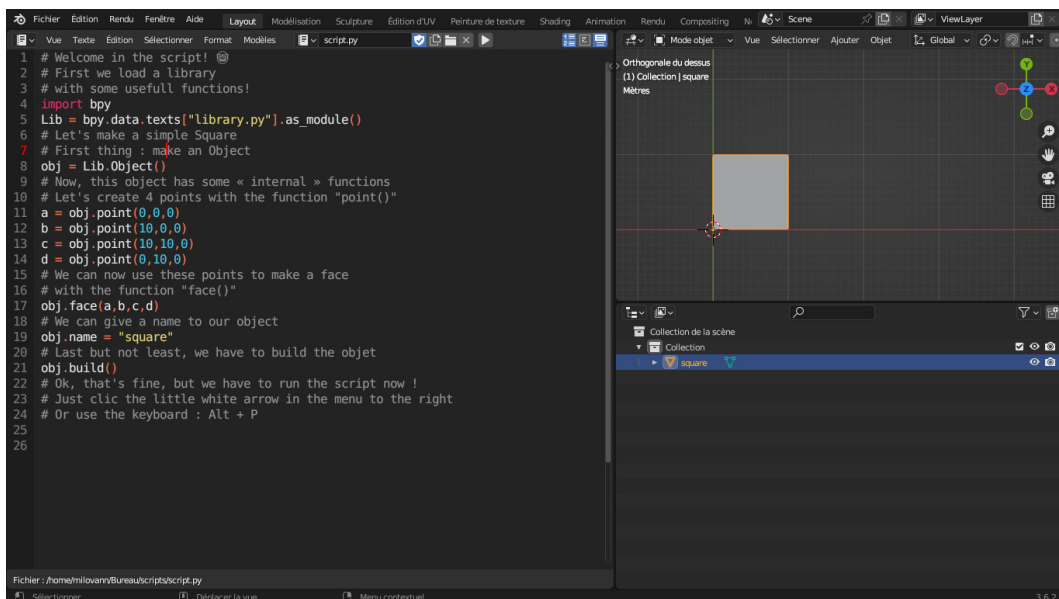 Fichier Édition Rendu Fenêtre Aide Layout Modélisation Sculpture Édition d'UV Peinture de texture Shading Animation Rendu Compositing Scene ViewLayer
Vue Texte Édition Sélectionner Format Modèles script.py
1 # Welcome in the script!
2 # First we load a library
3 # with some usefull functions!
4 import bpy
5 Lib = bpy.data.texts["library.py"].as_module()
6 # Let's make a simple Square
7 # First thing : make an Object
8 obj = Lib.Object()
9 # Now, this object has some « internal » functions
10 # Let's create 4 points with the function "point()"
11 a = obj.point(0,0,0)
12 b = obj.point(10,0,0)
13 c = obj.point(10,10,0)
14 d = obj.point(0,10,0)
15 # We can now use these points to make a face
16 # with the function "face()"
17 obj.face(a,b,c,d)
18 # We can give a name to our object
19 obj.name = "square"
20 # Last but not least, we have to build the objet
21 obj.build()
22 # Ok, that's fine, but we have to run the script now !
23 # Just clic the little white arrow in the menu to the right
24 # Or use the keyboard : Alt + P
25
26
Fichier : /home/milovann/Bureau/scripts/script.py
Mode objet Vue Sélectionner Ajouter Objet Global
Orthogonale du dessus
(1) Collection | square
Mètres
Y
Z
X
Collection de la scène
Collection
square
Sélectionner Déplacer la vue Menu contextuel 3.6.2